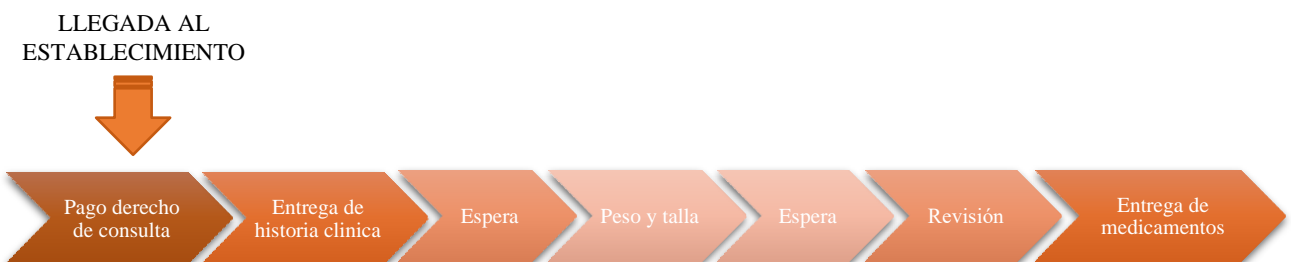 LLEGADA AL
ESTABLECIMIENTO
Pago derecho
de consulta
Entrega de
historia clinica
Espera
Peso y talla
Espera
Revisión
Entrega de
medicamentos